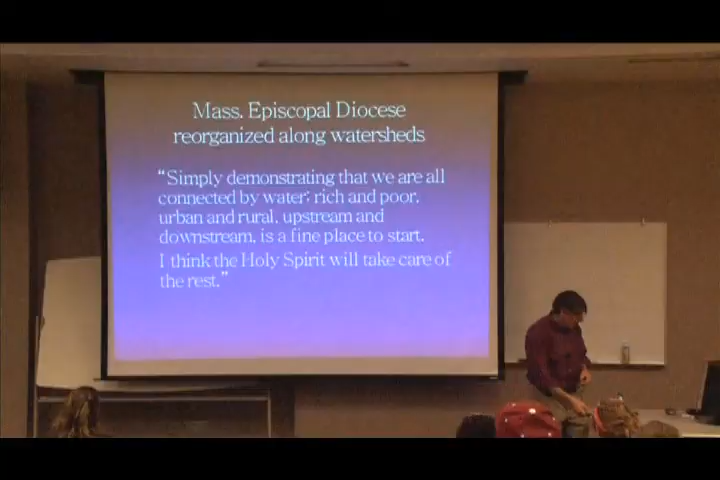 Mass. Episcopal Diocese
reorganized along watersheds
“Simply demonstrating that we are all
connected by water; rich and poor,
urban and rural, upstream and
downstream, is a fine place to start.
I think the Holy Spirit will take care of
the rest.”